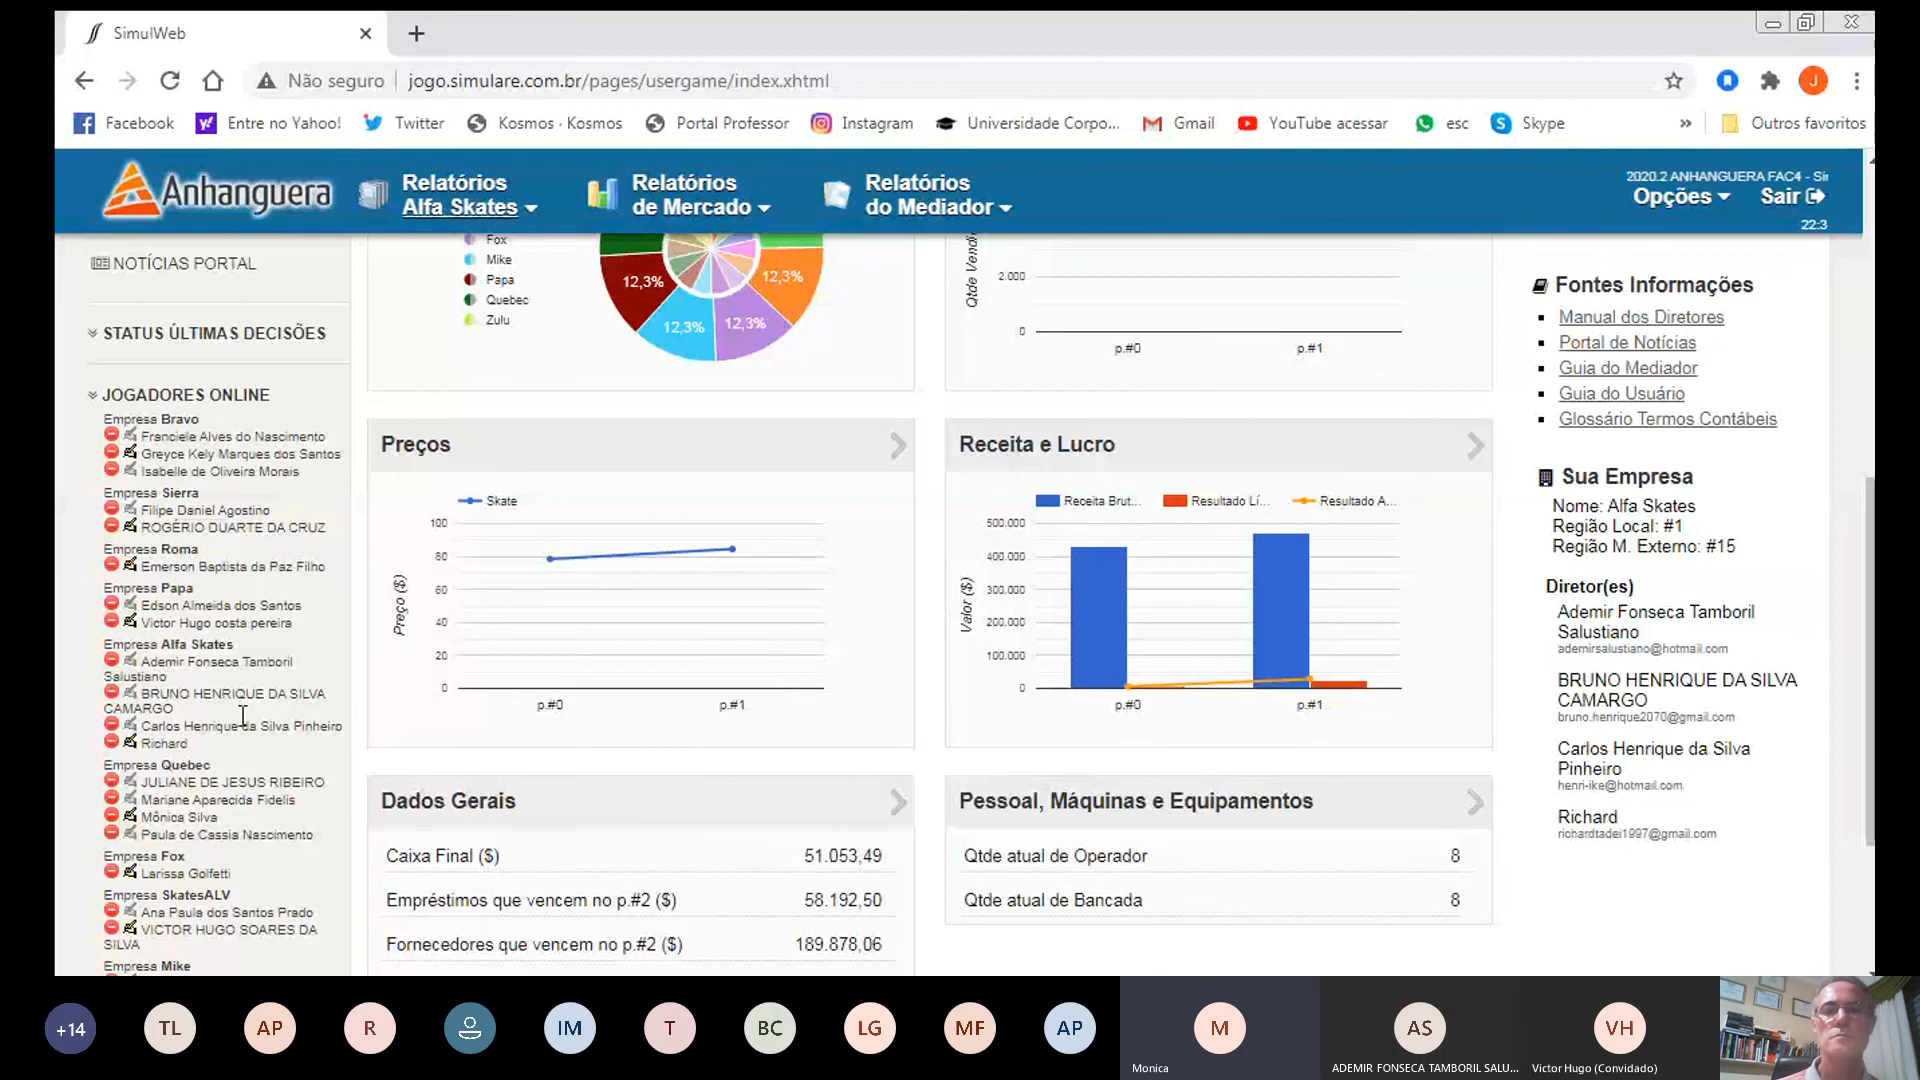 SimulWeb
Não seguro
jogo.simulare.com.br/pages/usergame/index.xhtml
Facebook
Entre no Yahoo!
Twitter
Kosmos · Kosmos
Portal Professor
Instagram
Universidade Corpo...
Gmail
YouTube acessar
esc
Skype
»
Outros favoritos
Anhanguera
Relatórios
Alfa Skates
Relatórios
de Mercado
Relatórios
do Mediador
2020.2 ANHANGUERA FAC4 - Sir
Opções
Sair
22:3
NOTÍCIAS PORTAL
STATUS ÚLTIMAS DECISÕES
JOGADORES ONLINE
Empresa Bravo
Franciele Alves do Nascimento
Greyce Kely Marques dos Santos
Isabelle de Oliveira Morais
Empresa Sierra
Filipe Daniel Agostino
ROGÉRIO DUARTE DA CRUZ
Empresa Roma
Emerson Baptista da Paz Filho
Empresa Papa
Edson Almeida dos Santos
Victor Hugo costa pereira
Empresa Alfa Skates
Ademir Fonseca Tamboril
Salustiano
BRUNO HENRIQUE DA SILVA
CAMARGO
Carlos Henrique da Silva Pinheiro
Richard
Empresa Quebec
JULIANE DE JESUS RIBEIRO
Mariane Aparecida Fidelis
Mônica Silva
Paula de Cassia Nascimento
Empresa Fox
Larissa Golfetti
Empresa SkatesALV
Ana Paula dos Santos Prado
VICTOR HUGO SOARES DA
SILVA
Empresa Mike
Fox
Mike
Papa
Quebec
Zulu
12,3%
12,3%
12,3%
12,3%
Qtde Vendi
2.000
0
p.#0
p.#1
Preços
Skate
Preço ($)
100
80
60
40
20
0
p.#0
p.#1
Receita e Lucro
Receita Brut...
Resultado Lí...
Resultado A...
Valor ($)
500.000
400.000
300.000
200.000
100.000
0
p.#0
p.#1
Dados Gerais
Caixa Final ($) 51.053,49
Empréstimos que vencem no p.#2 ($) 58.192,50
Fornecedores que vencem no p.#2 ($) 189.878,06
Pessoal, Máquinas e Equipamentos
Qtde atual de Operador 8
Qtde atual de Bancada 8
Fontes Informações
Manual dos Diretores
Portal de Notícias
Guia do Mediador
Guia do Usuário
Glossário Termos Contábeis
Sua Empresa
Nome: Alfa Skates
Região Local: #1
Região M. Externo: #15
Diretor(es)
Ademir Fonseca Tamboril
Salustiano
ademirsalustiano@hotmail.com
BRUNO HENRIQUE DA SILVA
CAMARGO
bruno.henrique2070@gmail.com
Carlos Henrique da Silva
Pinheiro
henri-ike@hotmail.com
Richard
richardtadei1997@gmail.com
+14
TL
AP
R
IM
T
BC
LG
MF
AP
M
Monica
AS
ADEMIR FONSECA TAMBORIL SALU...
VH
Victor Hugo (Convidado)
J